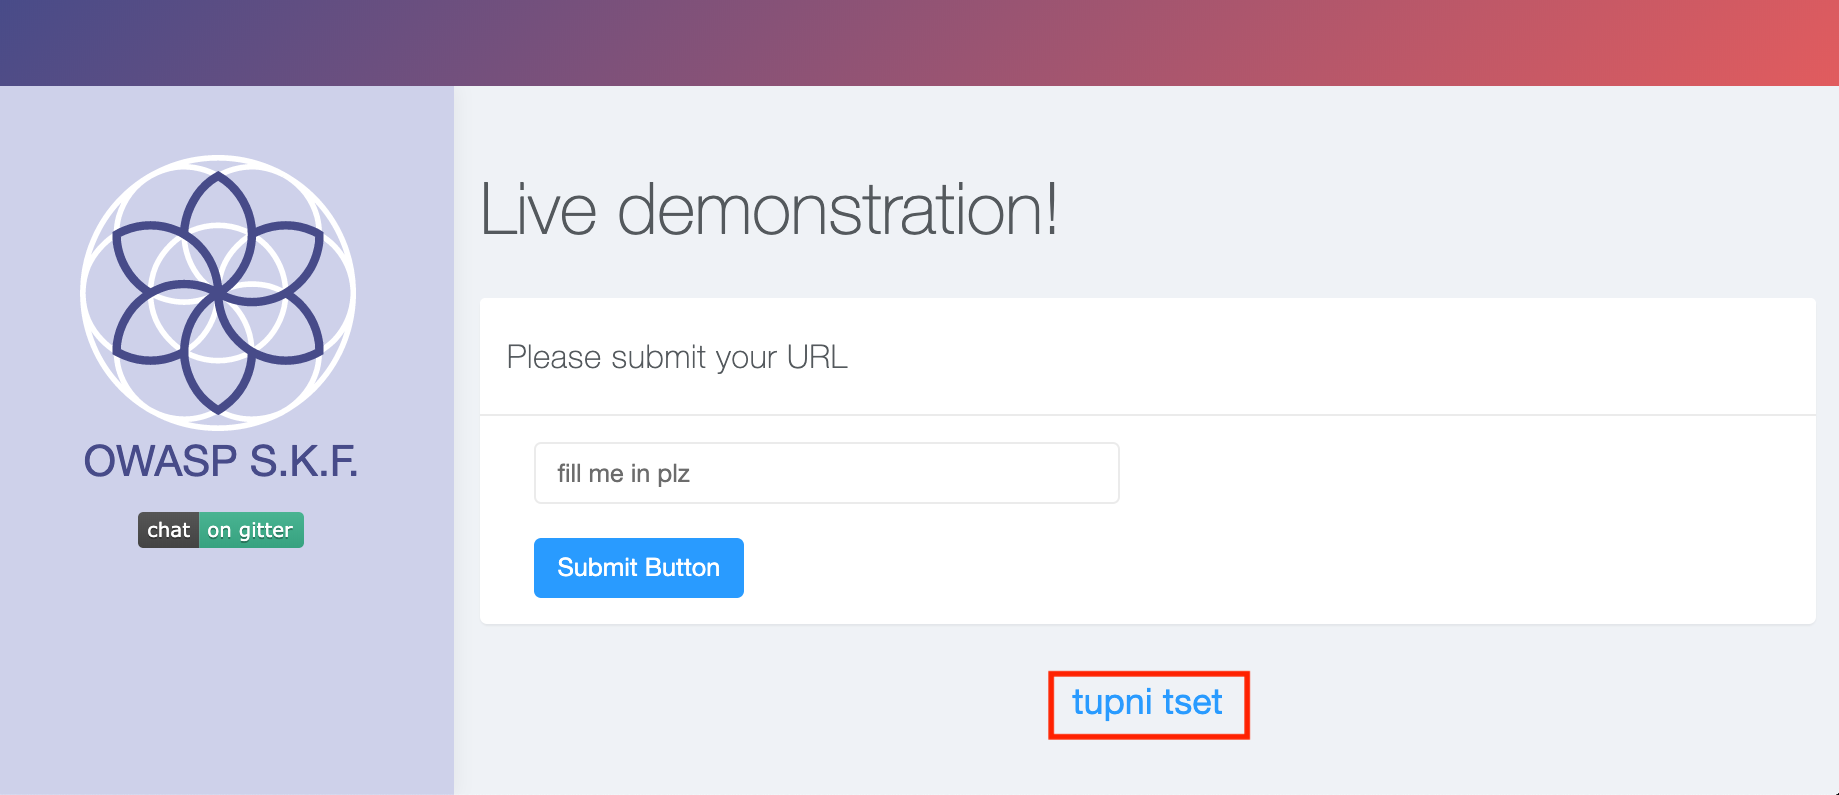 OWASP S.K.F.
chat on gitter
Live demonstration!
Please submit your URL
fill me in plz
Submit Button
tupni tset